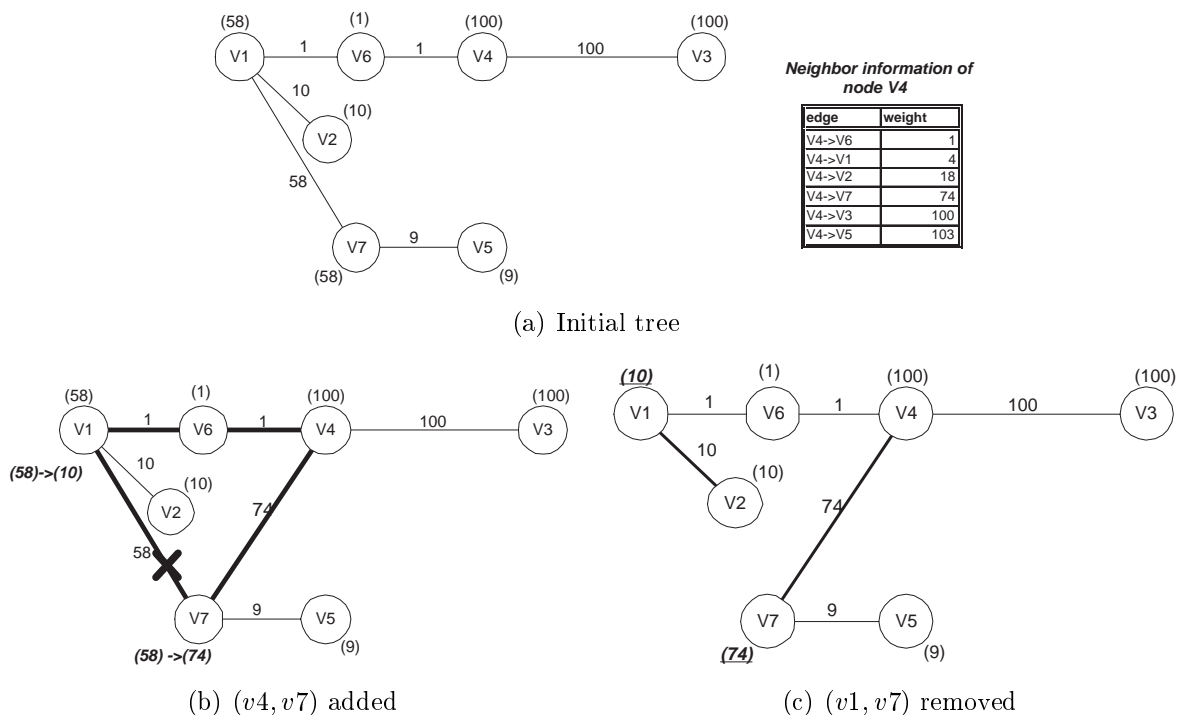 (58)
(1)
(100)
(100)
V1
1
V6
1
V4
100
V3
10
(10)
V2
58
V7
9
V5
(58)
(9)
Neighbor information of
node V4
edge weight
V4->V6 1
V4->V1 4
V4->V2 18
V4->V7 74
V4->V3 100
V4->V5 103
(a) Initial tree
(58)
(1)
(100)
(100)
V1
1
V6
1
V4
100
V3
(58)->(10)
10
(10)
V2
74
58
V7
9
V5
(58) ->(74)
(9)
(b) (v4, v7) added
(10)
(1)
(100)
(100)
V1
1
V6
1
V4
100
V3
10
(10)
V2
74
V7
9
V5
(74)
(9)
(c) (v1, v7) removed